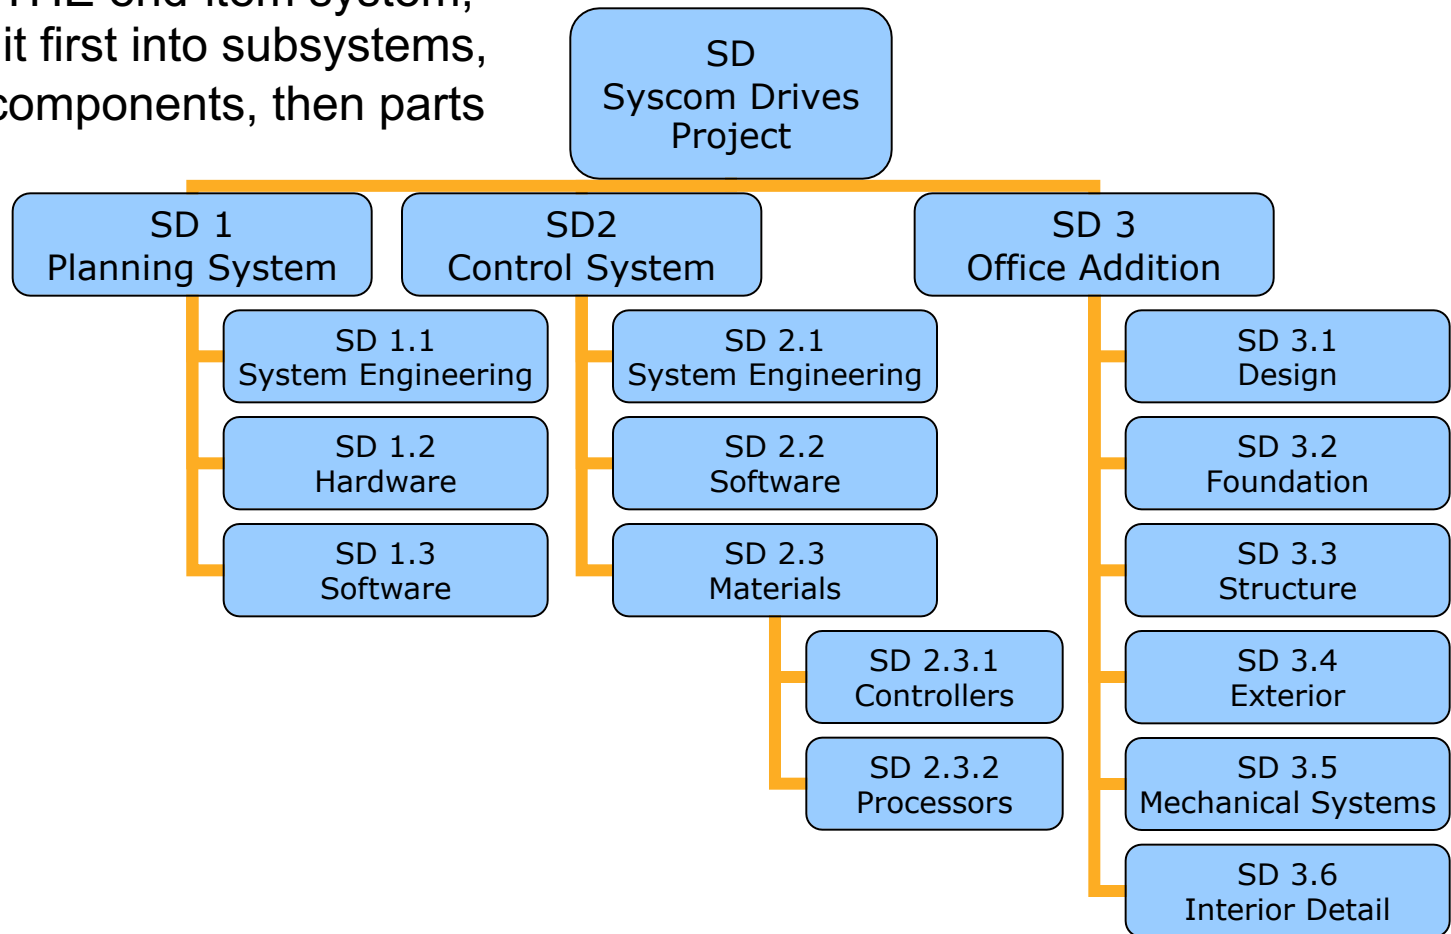 THE end-item system,
it first into subsystems,
components, then parts
SD
Syscom Drives
Project
SD 1
Planning System
SD2
Control System
SD 3
Office Addition
SD 1.1
System Engineering
SD 1.2
Hardware
SD 1.3
Software
SD 2.1
System Engineering
SD 2.2
Software
SD 2.3
Materials
SD 2.3.1
Controllers
SD 2.3.2
Processors
SD 3.1
Design
SD 3.2
Foundation
SD 3.3
Structure
SD 3.4
Exterior
SD 3.5
Mechanical Systems
SD 3.6
Interior Detail